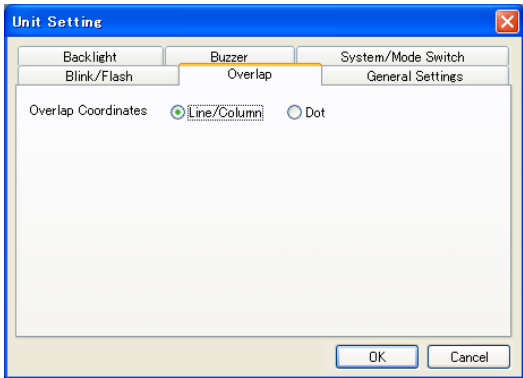 Unit Setting
Backlight Buzzer System/Mode Switch
Blink/Flash Overlap General Settings
Overlap Coordinates Line/Column Dot
OK Cancel